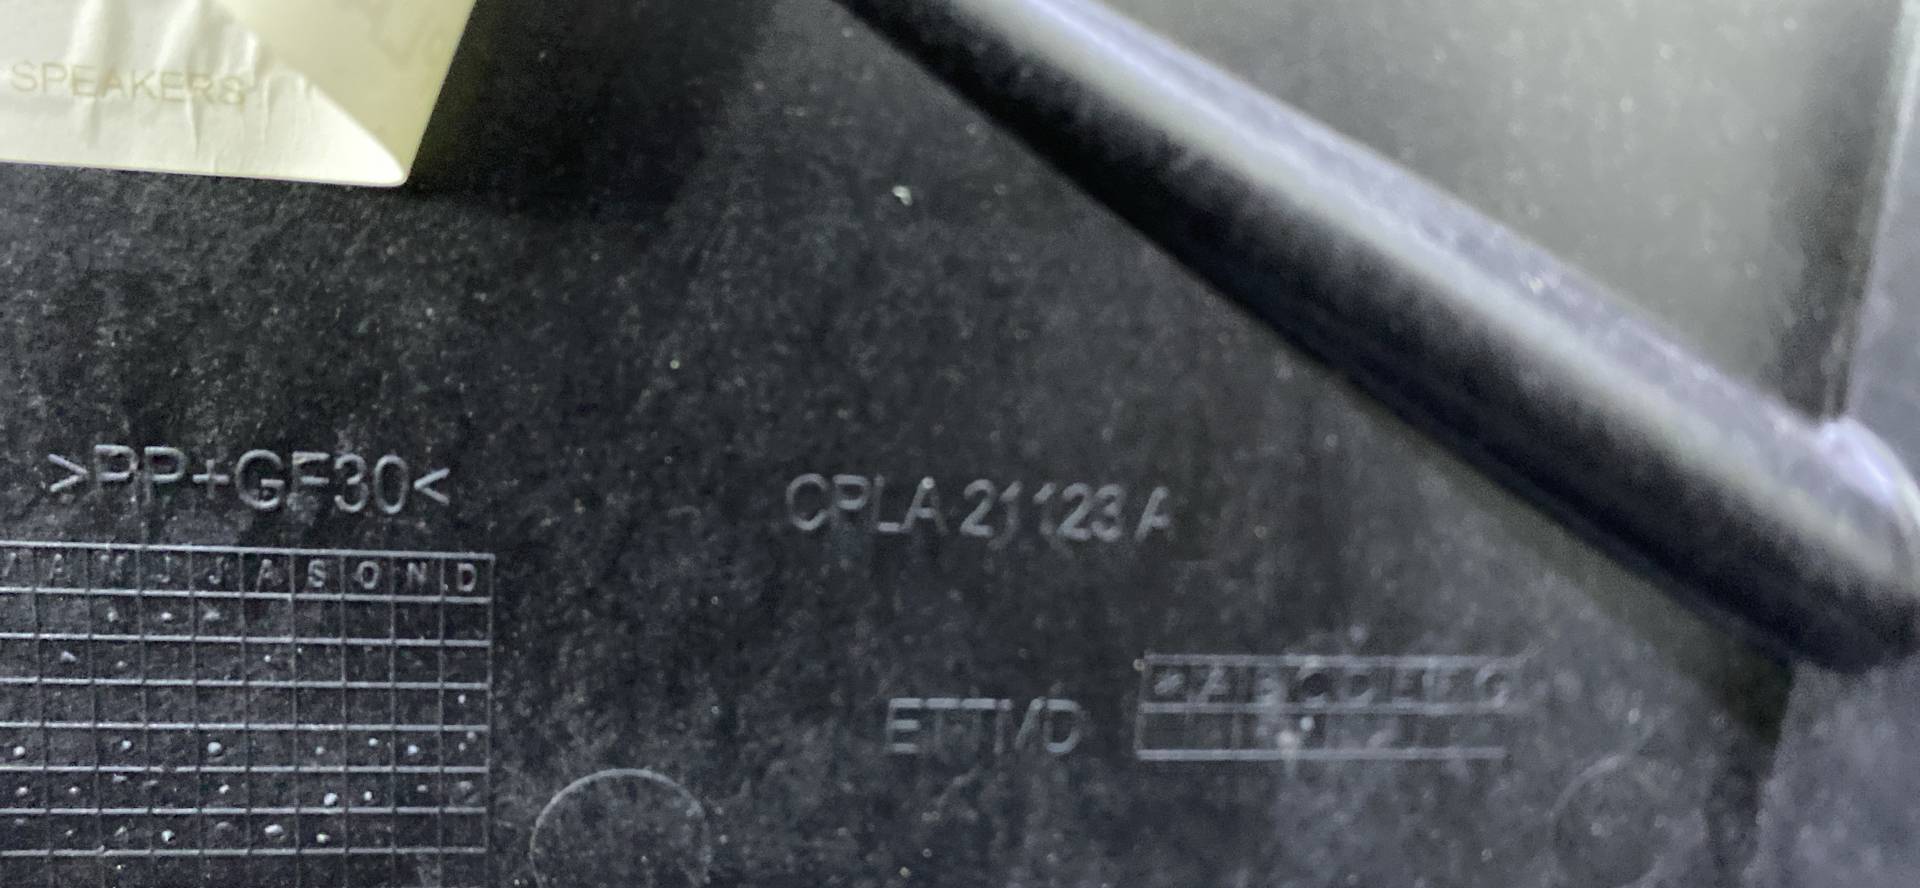 SPEAKERS
>PP+GF30<
CPLA 21123 A
A M J J A S O N D
ETTMD
* A B C D E F G